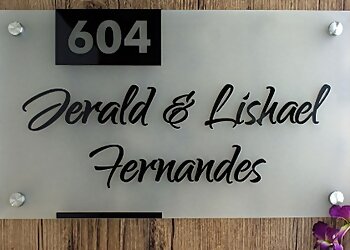 604
Jerald & Lishael
Fernandes